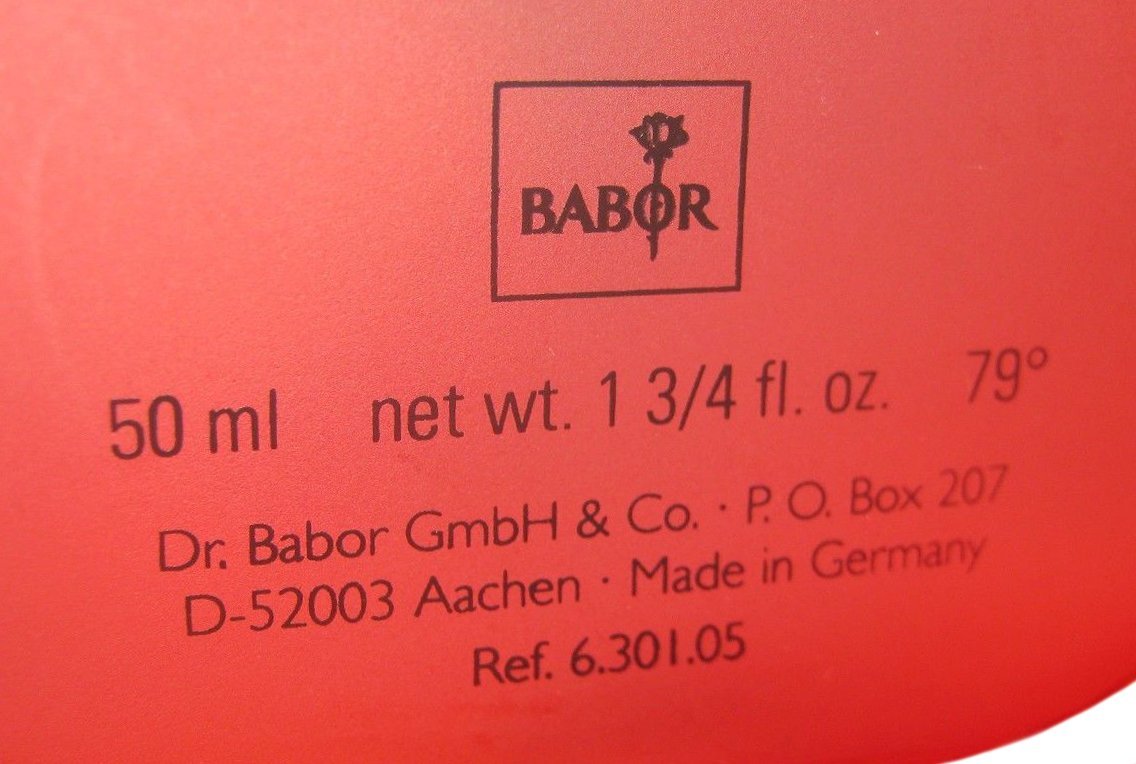 BABOR
50 ml net wt. 1 3/4 fl. oz. 79°
Dr. Babor GmbH & Co. · P. O. Box 207
D-52003 Aachen · Made in Germany
Ref. 6.301.05